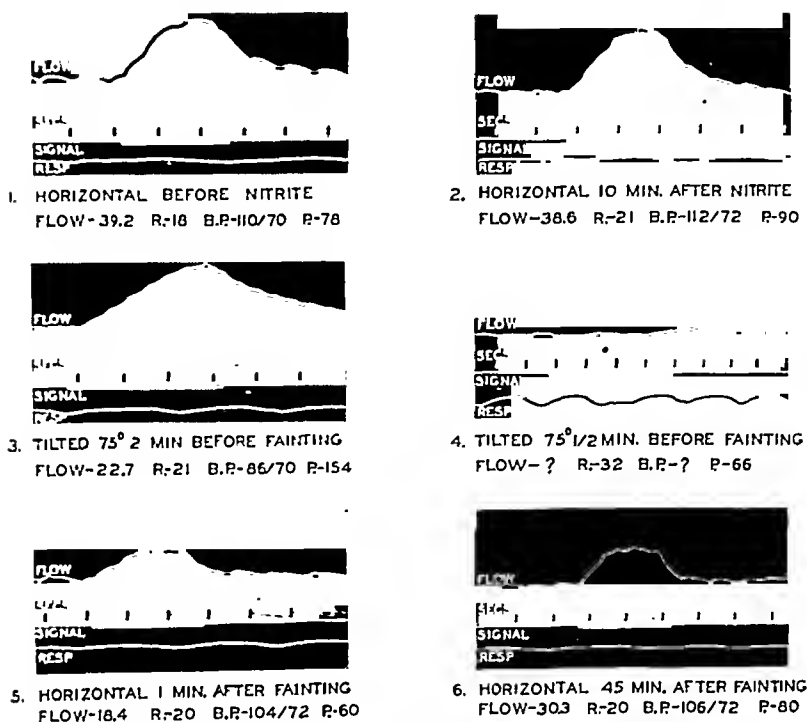 FLOW
SIGNAL
RESP
1. HORIZONTAL BEFORE NITRITE
FLOW-39.2 R-18 B.P.-110/70 P-78
FLOW
SEC.
SIGNAL
RESP
2. HORIZONTAL 10 MIN. AFTER NITRITE
FLOW-38.6 R-21 B.P.-112/72 P-90
FLOW
SIGNAL
RESP
3. TILTED 75° 2 MIN BEFORE FAINTING
FLOW-22.7 R-21 B.P.-86/70 P-154
FLOW
SEC.
SIGNAL
RESP
4. TILTED 75° 1/2 MIN. BEFORE FAINTING
FLOW-? R-32 B.P.-? P-66
FLOW
SIGNAL
RESP
5. HORIZONTAL 1 MIN. AFTER FAINTING
FLOW-18.4 R-20 B.P.-104/72 P-60
FLOW
SEC.
SIGNAL
RESP
6. HORIZONTAL 45 MIN. AFTER FAINTING
FLOW-30.3 R-20 B.P.-106/72 P-80